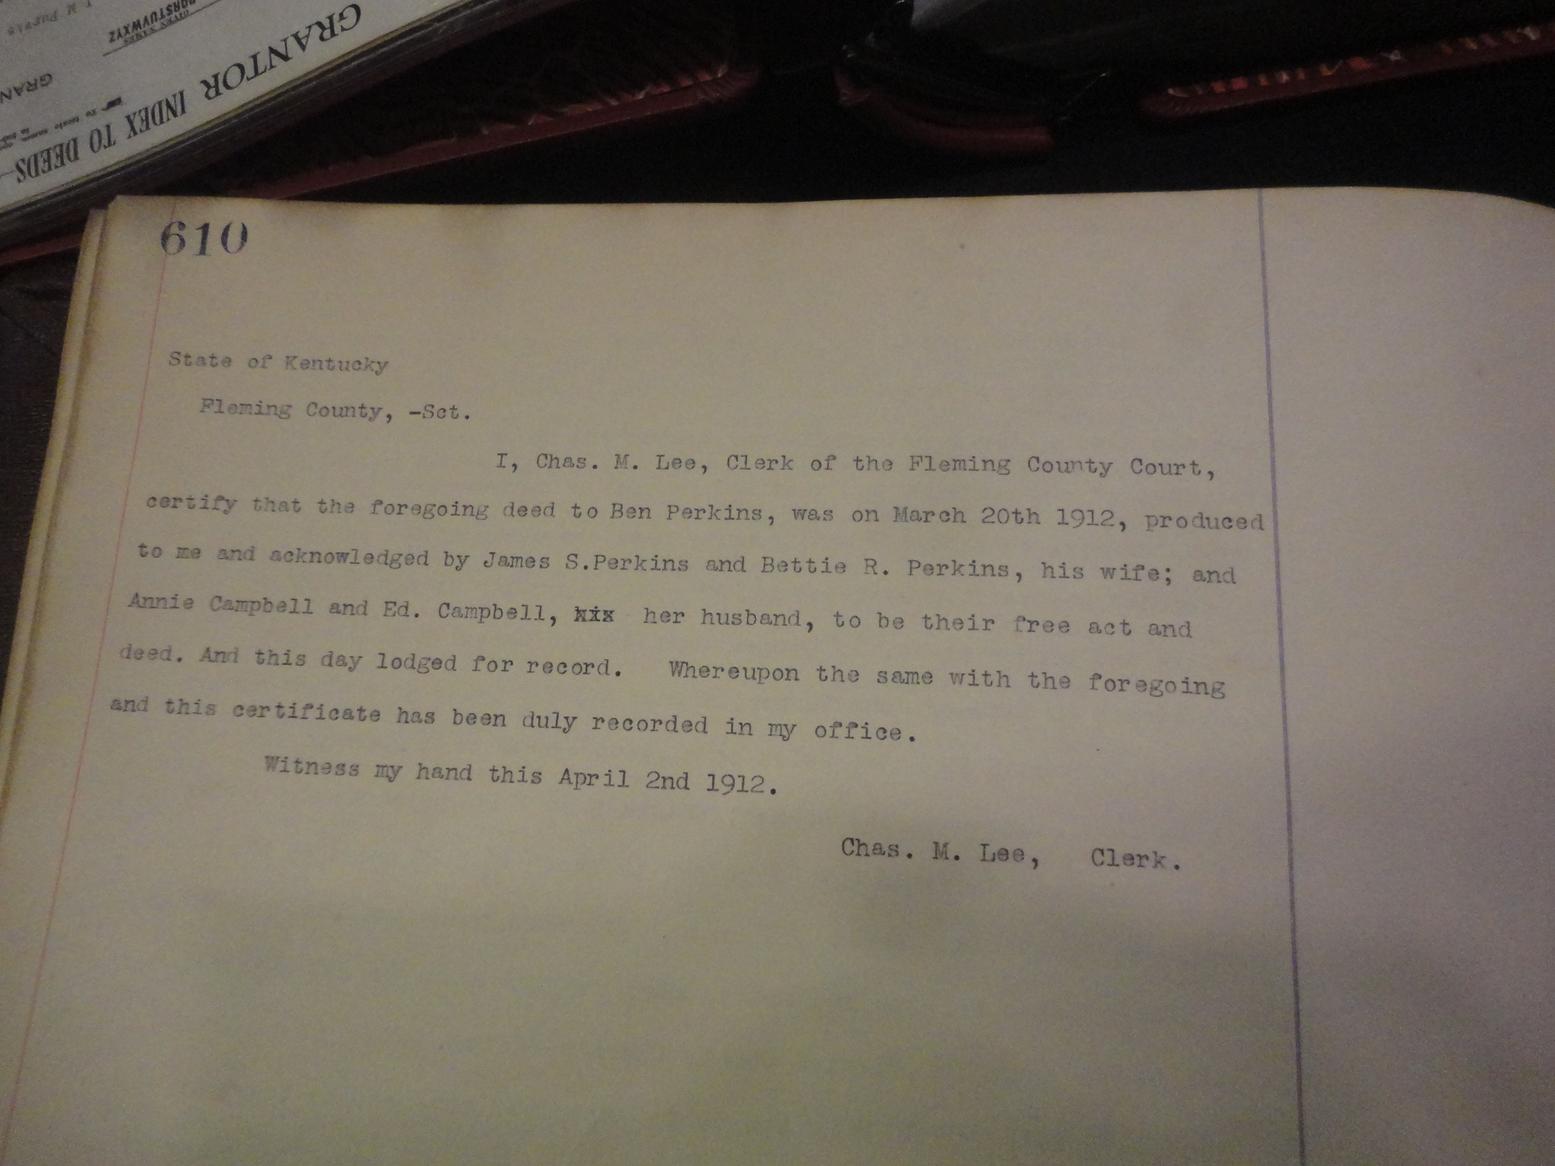 GRANTOR INDEX TO DEEDS
GRAN
GIVEN NAMES
610
State of Kentucky
Fleming County, -Sct.
I, Chas. M. Lee, Clerk of the Fleming County Court,
certify that the foregoing deed to Ben Perkins, was on March 20th 1912, produced
to me and acknowledged by James S.Perkins and Bettie R. Perkins, his wife; and
Annie Campbell and Ed. Campbell, her husband, to be their free act and
deed. And this day lodged for record. Whereupon the same with the foregoing
and this certificate has been duly recorded in my office.
Witness my hand this April 2nd 1912.
Chas. M. Lee, Clerk.